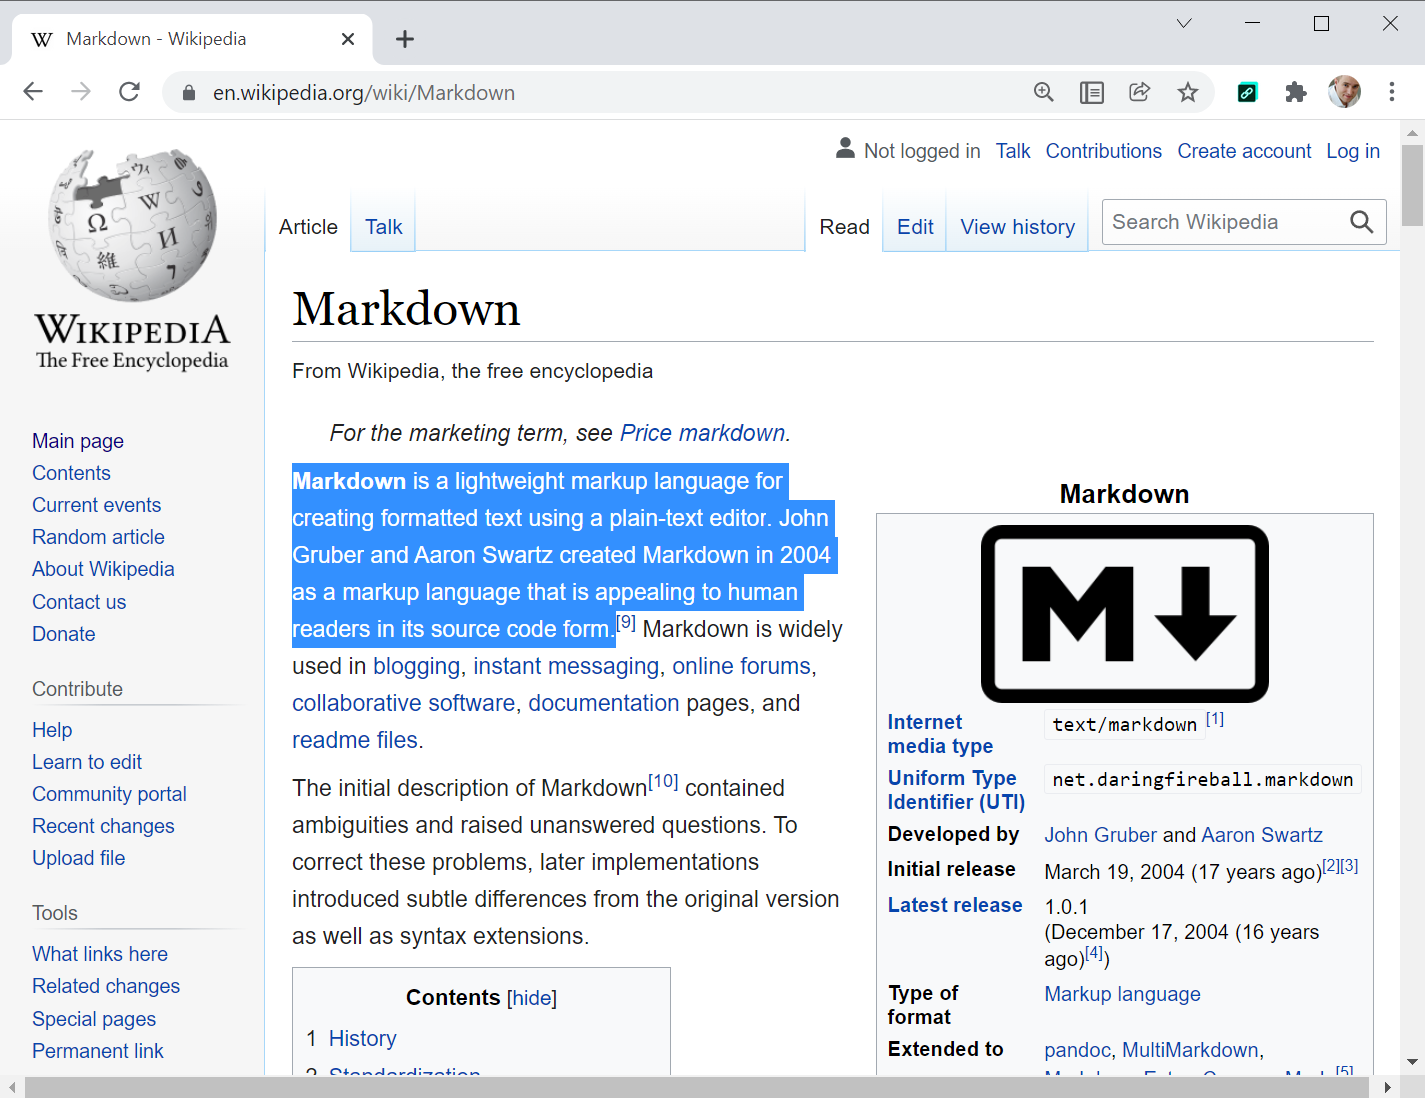 Markdown - Wikipedia
en.wikipedia.org/wiki/Markdown
Not logged in Talk Contributions Create account Log in
Article Talk Read Edit View history Search Wikipedia
WIKIPEDIA
The Free Encyclopedia
Main page
Contents
Current events
Random article
About Wikipedia
Contact us
Donate
Contribute
Help
Learn to edit
Community portal
Recent changes
Upload file
Tools
What links here
Related changes
Special pages
Permanent link
Markdown
From Wikipedia, the free encyclopedia
For the marketing term, see Price markdown.
Markdown is a lightweight markup language for
creating formatted text using a plain-text editor. John
Gruber and Aaron Swartz created Markdown in 2004
as a markup language that is appealing to human
readers in its source code form.[9] Markdown is widely
used in blogging, instant messaging, online forums,
collaborative software, documentation pages, and
readme files.
The initial description of Markdown[10] contained
ambiguities and raised unanswered questions. To
correct these problems, later implementations
introduced subtle differences from the original version
as well as syntax extensions.
Contents [hide]
1 History
2 Standardization
Markdown
M
Internet
media type
text/markdown [1]
Uniform Type
Identifier (UTI)
net.daringfireball.markdown
Developed by John Gruber and Aaron Swartz
Initial release March 19, 2004 (17 years ago)[2][3]
Latest release 1.0.1
(December 17, 2004 (16 years
ago)[4])
Type of
format
Markup language
Extended to pandoc, MultiMarkdown,
[5]